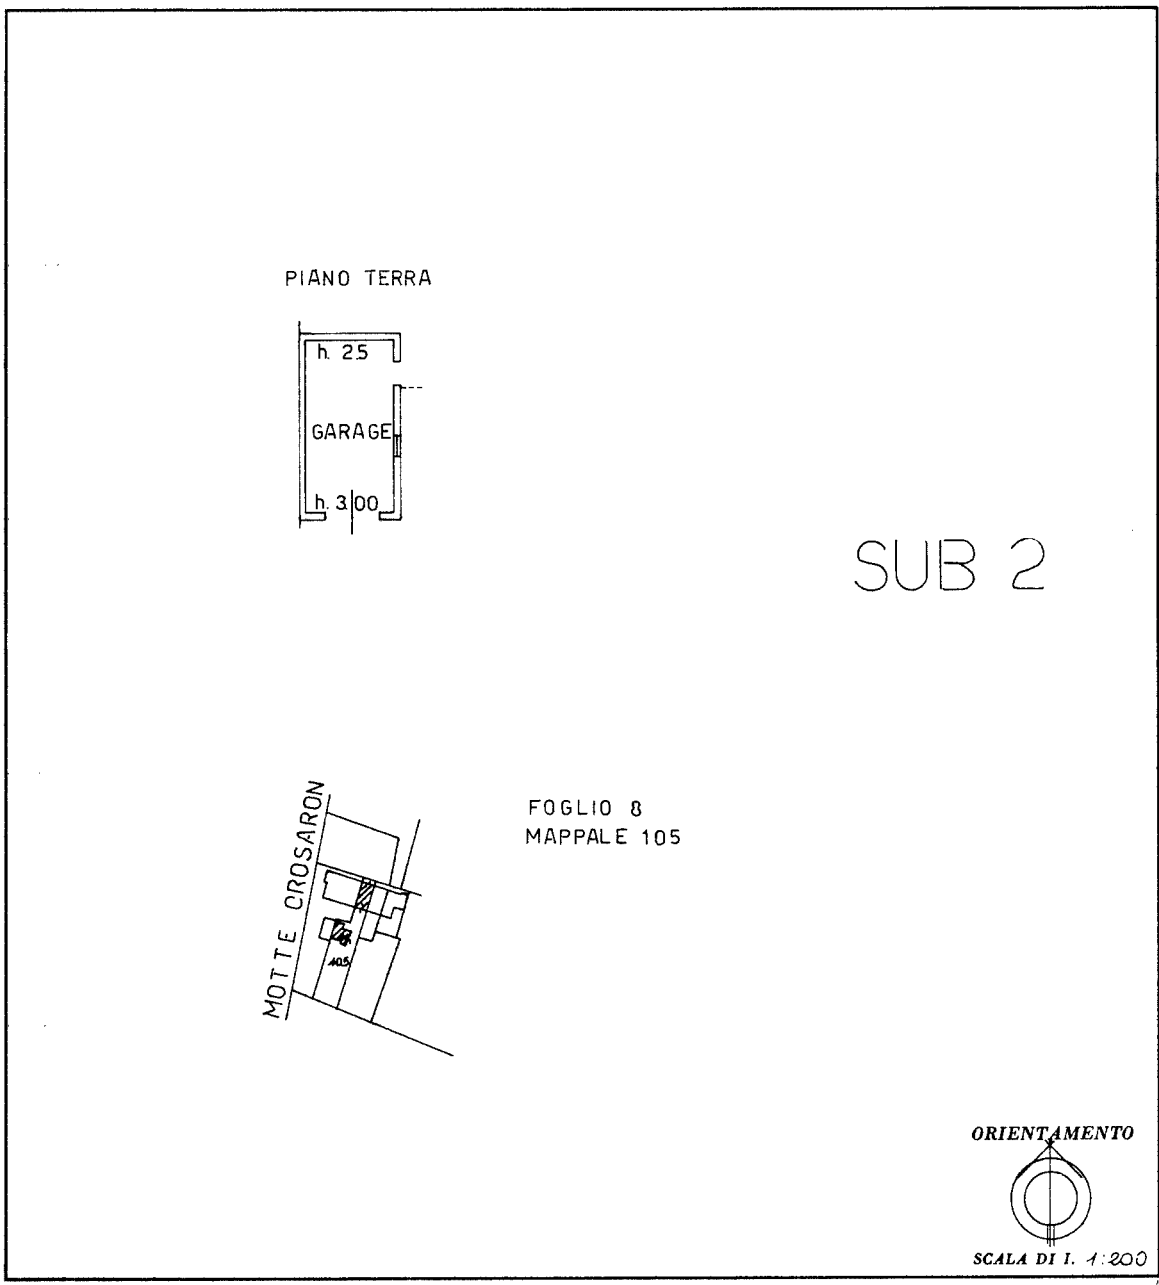 PIANO TERRA
h. 2.5
GARAGE
h. 3.00
SUB 2
FOGLIO 8
MAPPALE 105
MOTTE CROSARON
105
ORIENTAMENTO
SCALA DI 1. 1:200